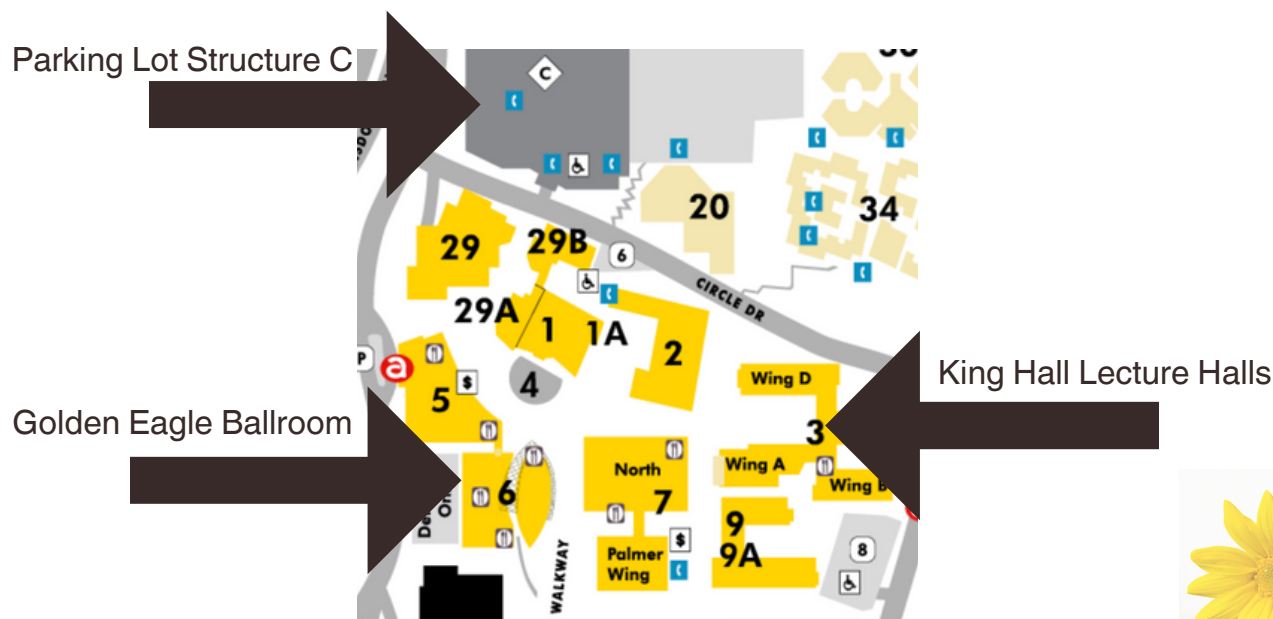 Parking Lot Structure C
C
20
34
29
29B
6
CIRCLE DR
29A
1
1A
2
P
a
$
5
4
Wing D
King Hall Lecture Halls
Golden Eagle Ballroom
3
North
Wing A
Wing B
6
7
9
Palmer
Wing
$
9A
8
WALKWAY